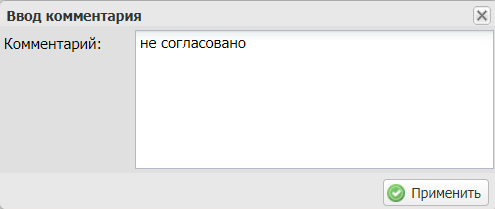 Ввод комментария
Комментарий:
не согласовано
Применить